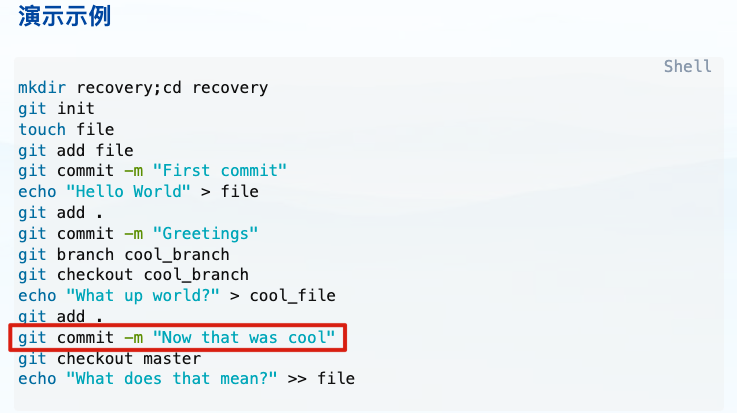 演示示例
Shell
mkdir recovery;cd recovery
git init
touch file
git add file
git commit -m "First commit"
echo "Hello World" > file
git add .
git commit -m "Greetings"
git branch cool_branch
git checkout cool_branch
echo "What up world?" > cool_file
git add .
git commit -m "Now that was cool"
git checkout master
echo "What does that mean?" >> file